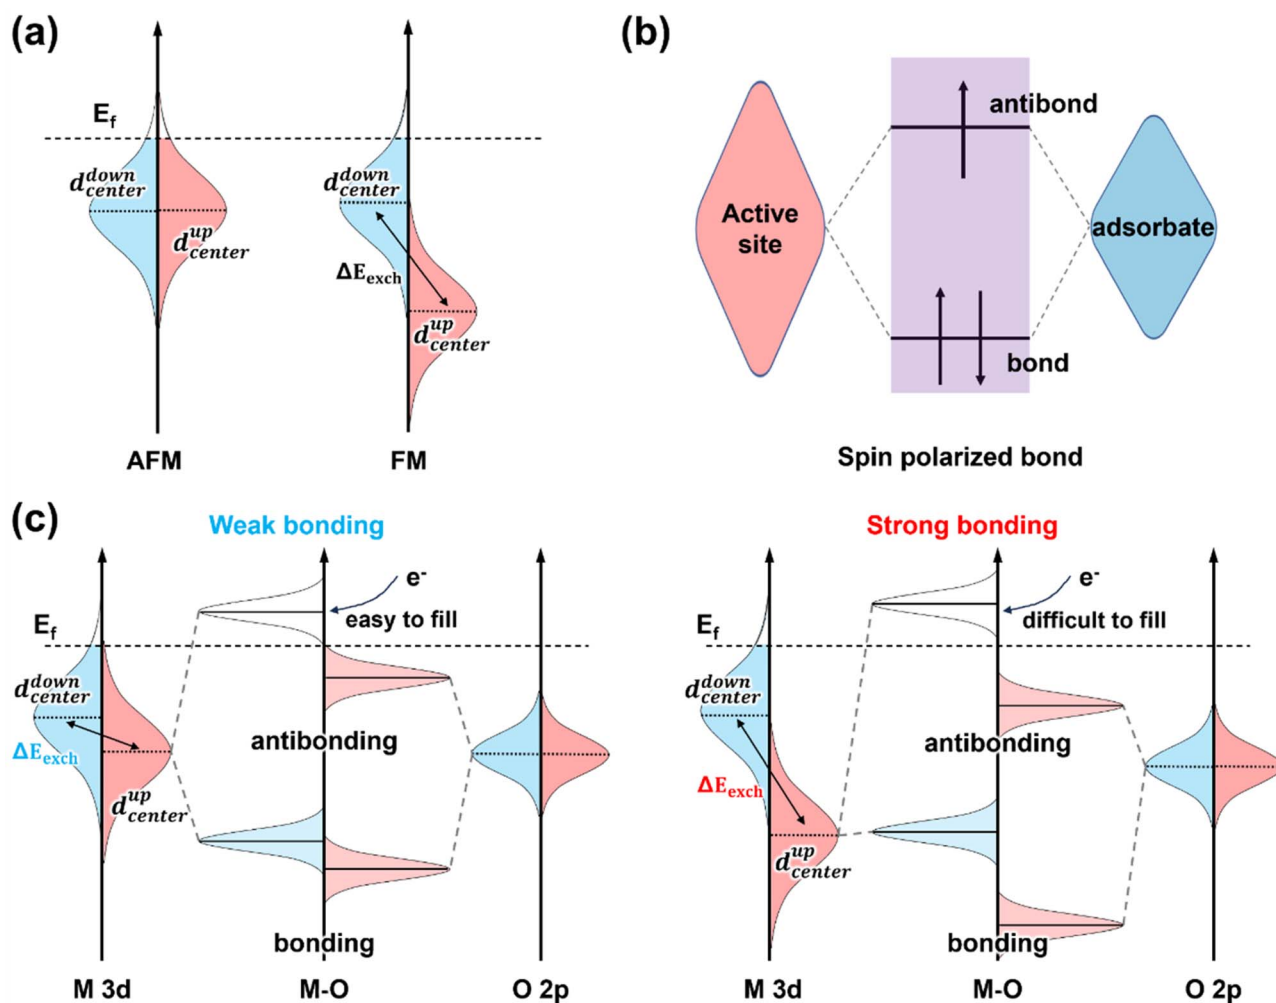 (a)
E_f
d_center^down
d_center^up
AFM
d_center^down
ΔE_exch
d_center^up
FM
(b)
antibond
Active
site
adsorbate
bond
Spin polarized bond
(c)
Weak bonding
E_f
e-
easy to fill
d_center^down
ΔE_exch
d_center^up
antibonding
bonding
M 3d
M-O
O 2p
Strong bonding
E_f
e-
difficult to fill
d_center^down
ΔE_exch
d_center^up
antibonding
bonding
M 3d
M-O
O 2p